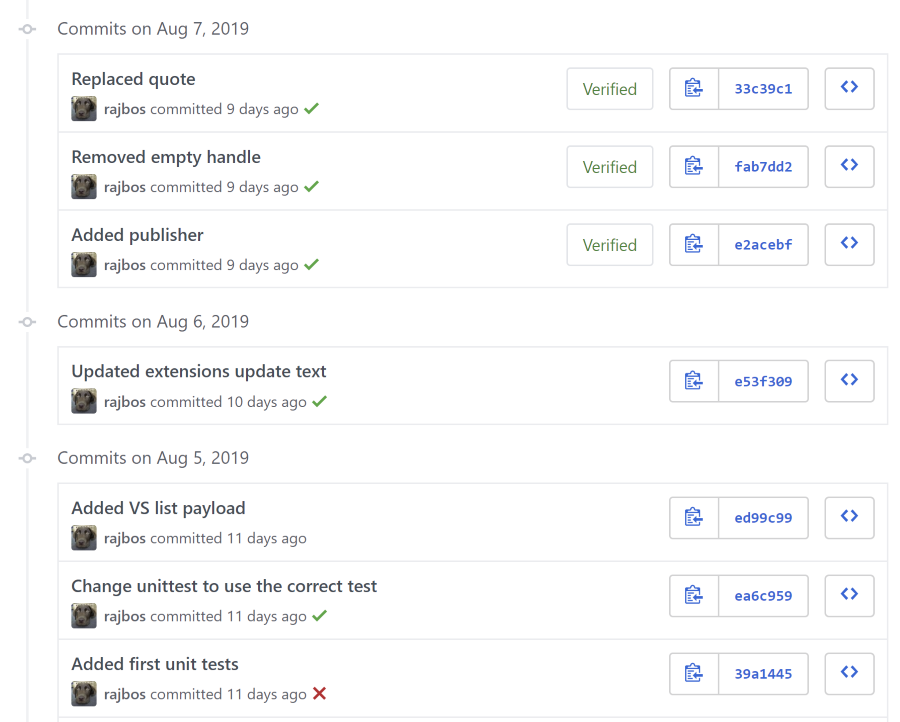 Commits on Aug 7, 2019
Replaced quote
rajbos committed 9 days ago
Verified
33c39c1
Removed empty handle
rajbos committed 9 days ago
Verified
fab7dd2
Added publisher
rajbos committed 9 days ago
Verified
e2acebf
Commits on Aug 6, 2019
Updated extensions update text
rajbos committed 10 days ago
e53f309
Commits on Aug 5, 2019
Added VS list payload
rajbos committed 11 days ago
ed99c99
Change unittest to use the correct test
rajbos committed 11 days ago
ea6c959
Added first unit tests
rajbos committed 11 days ago
39a1445